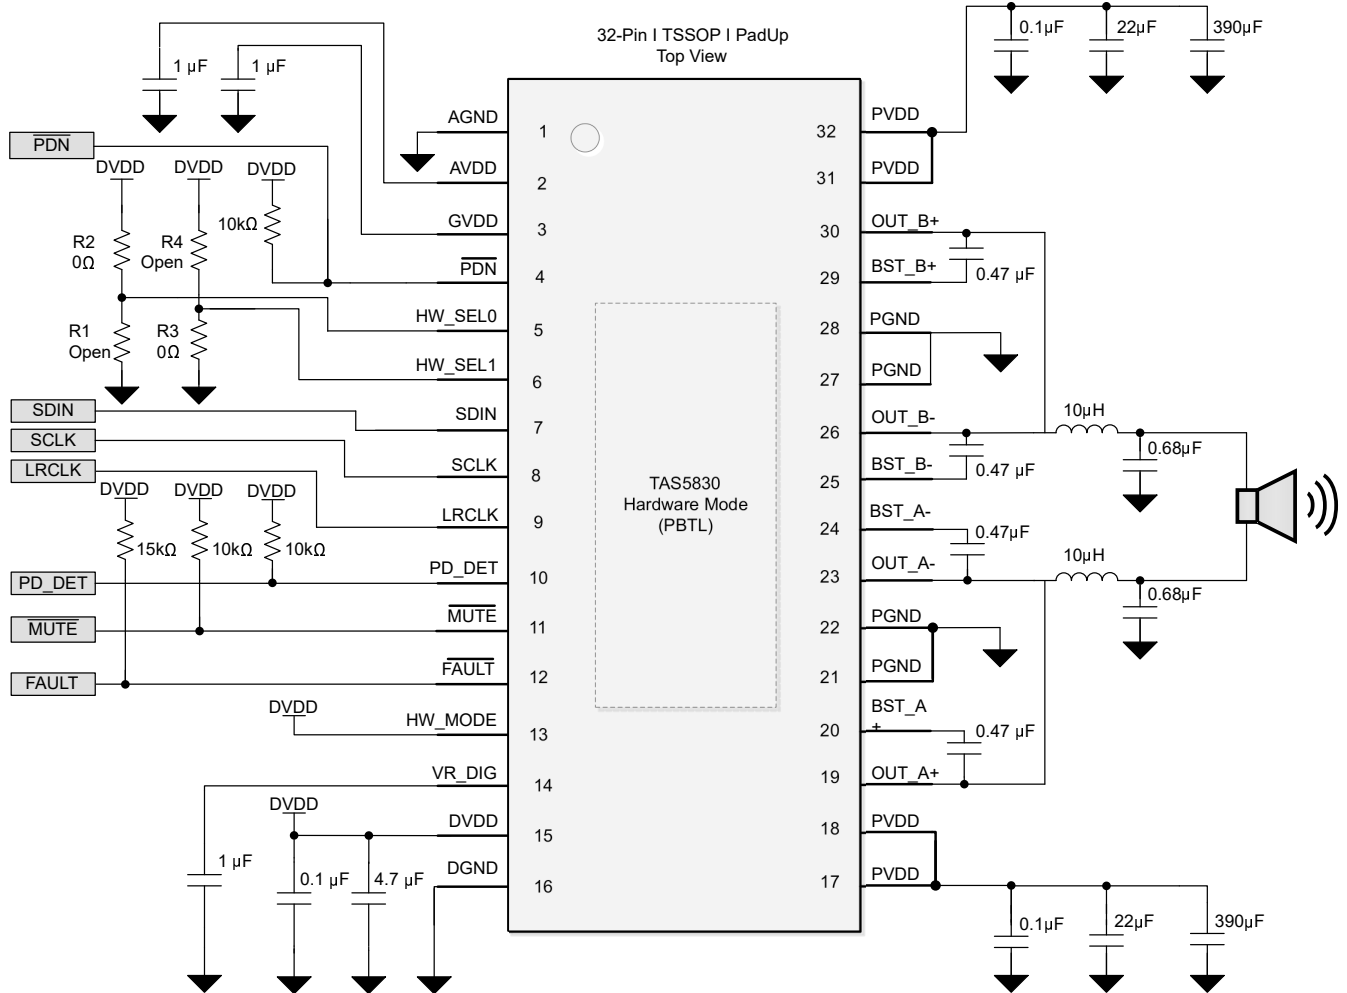 32-Pin I TSSOP I PadUp
Top View
1 µF
1 µF
0.1µF
22µF
390µF
PDN
DVDD
DVDD
DVDD
10kΩ
R2
0Ω
R4
Open
R1
Open
R3
0Ω
SDIN
SCLK
LRCLK
DVDD
DVDD
DVDD
15kΩ
10kΩ
10kΩ
PD_DET
MUTE
FAULT
DVDD
DVDD
1 µF
0.1 µF
4.7 µF
AGND
1
AVDD
2
GVDD
3
PDN
4
HW_SEL0
5
HW_SEL1
6
SDIN
7
SCLK
8
LRCLK
9
PD_DET
10
MUTE
11
FAULT
12
HW_MODE
13
VR_DIG
14
DVDD
15
DGND
16
TAS5830
Hardware Mode
(PBTL)
32
PVDD
31
PVDD
30
OUT_B+
29
BST_B+
0.47 µF
28
PGND
27
PGND
26
OUT_B-
25
BST_B-
0.47 µF
24
BST_A-
0.47µF
23
OUT_A-
22
PGND
21
PGND
20
BST_A
+
0.47 µF
19
OUT_A+
18
PVDD
17
PVDD
10µH
0.68µF
10µH
0.68µF
0.1µF
22µF
390µF